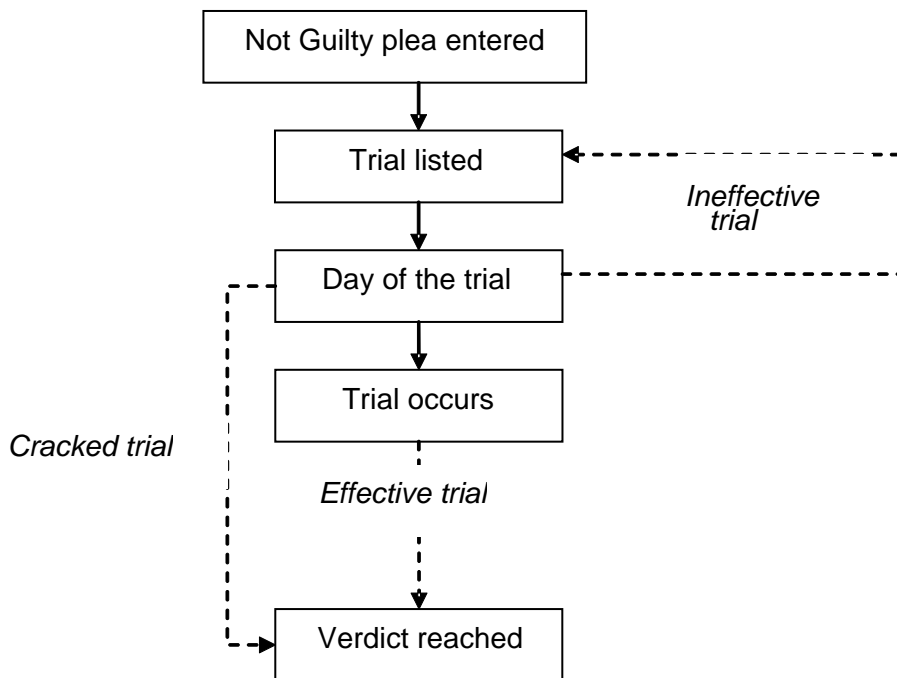 Not Guilty plea entered
Trial listed
Ineffective
trial
Day of the trial
Trial occurs
Cracked trial
Effective trial
Verdict reached